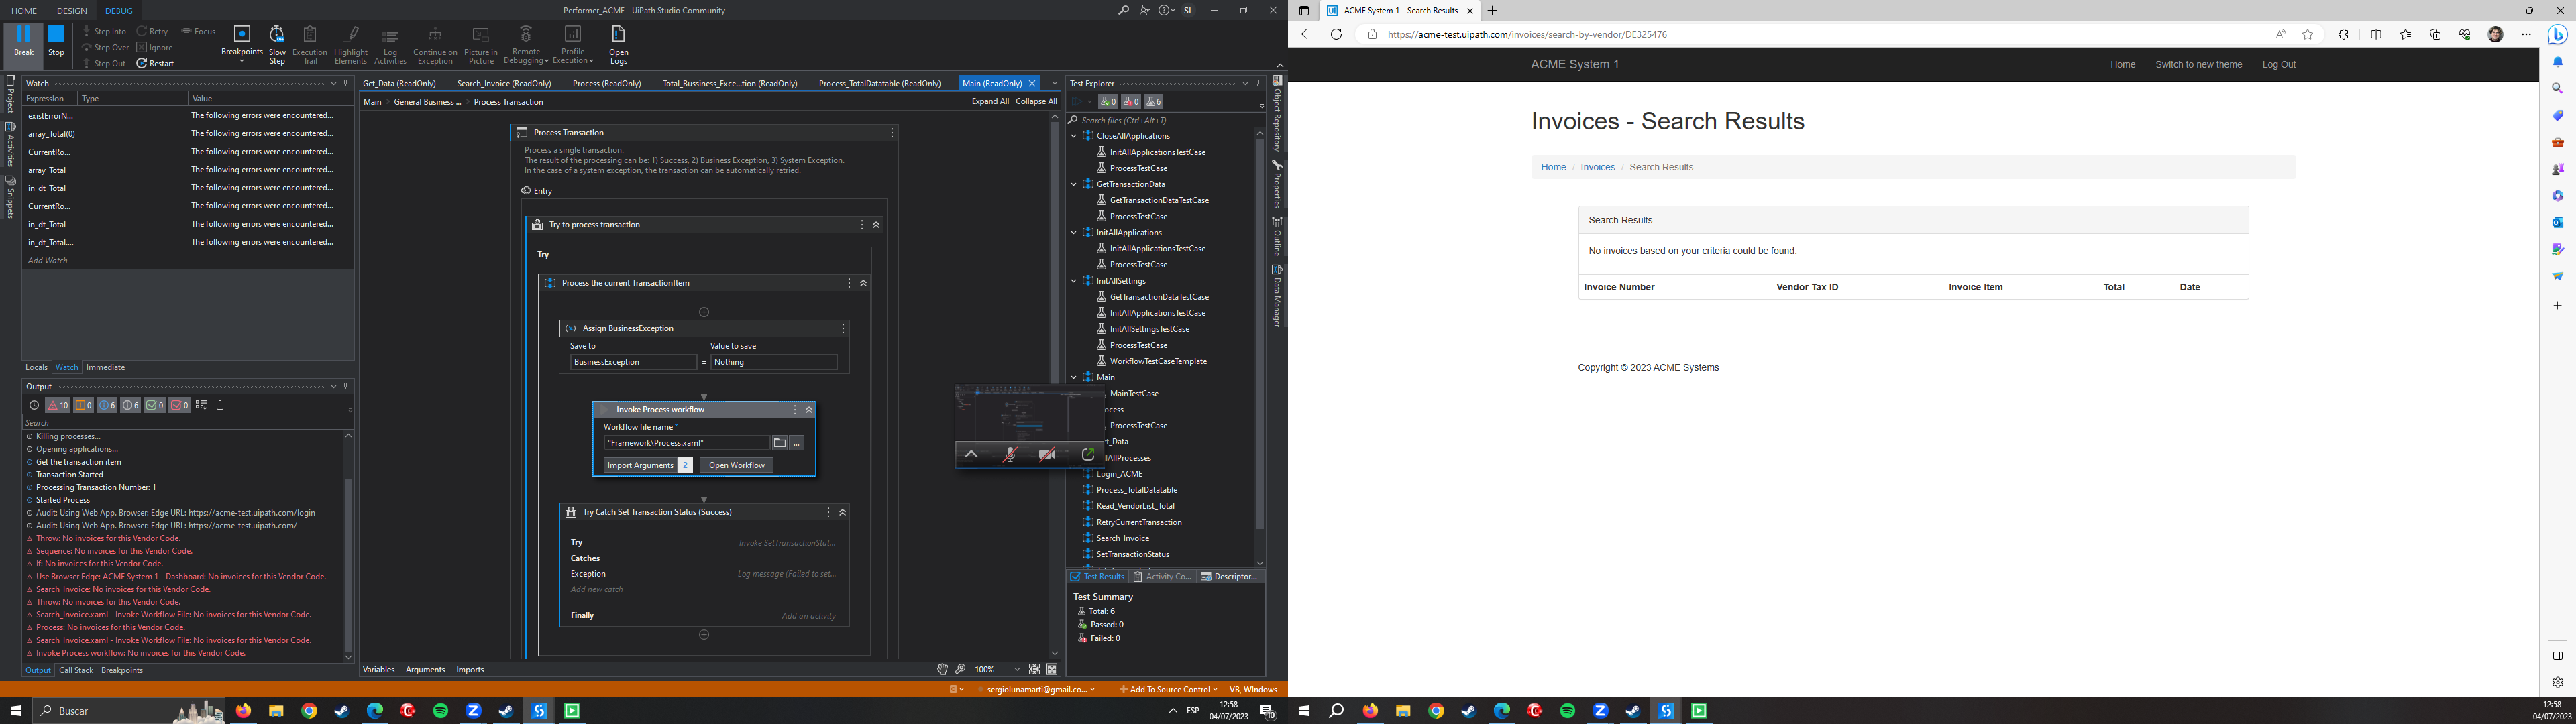 HOME DESIGN DEBUG
Performer_ACME - UiPath Studio Community
SL
Break
Stop
Step Into
Step Over
Step Out
Retry
Ignore
Restart
Focus
Breakpoints
Slow Step
Execution Trail
Highlight Elements
Log Activities
Continue on Exception
Picture in Picture
Remote Debugging
Profile Execution
Open Logs
Project
Activities
Snippets
Watch
Expression Type Value
existErrorN... The following errors were encountered...
array_Total(0) The following errors were encountered...
CurrentRo... The following errors were encountered...
array_Total The following errors were encountered...
in_dt_Total The following errors were encountered...
CurrentRo... The following errors were encountered...
in_dt_Total The following errors were encountered...
in_dt_Total.... The following errors were encountered...
Add Watch
Locals Watch Immediate
Output
10 0 6 6 0 0
Search
Killing processes...
Opening applications...
Get the transaction item
Transaction Started
Processing Transaction Number: 1
Started Process
Audit: Using Web App. Browser: Edge URL: https://acme-test.uipath.com/login
Audit: Using Web App. Browser: Edge URL: https://acme-test.uipath.com/
Throw: No invoices for this Vendor Code.
Sequence: No invoices for this Vendor Code.
If: No invoices for this Vendor Code.
Use Browser Edge: ACME System 1 - Dashboard: No invoices for this Vendor Code.
Search_Invoice: No invoices for this Vendor Code.
Throw: No invoices for this Vendor Code.
Search_Invoice.xaml - Invoke Workflow File: No invoices for this Vendor Code.
Process: No invoices for this Vendor Code.
Search_Invoice.xaml - Invoke Workflow File: No invoices for this Vendor Code.
Invoke Process workflow: No invoices for this Vendor Code.
Output Call Stack Breakpoints
Get_Data (ReadOnly) Search_Invoice (ReadOnly) Process (ReadOnly) Total_Bussiness_Exce...tion (ReadOnly) Process_TotalDatatable (ReadOnly) Main (ReadOnly)
Main > General Business ... > Process Transaction
Expand All Collapse All
Process Transaction
Process a single transaction.
The result of the processing can be: 1) Success, 2) Business Exception, 3) System Exception.
In the case of a system exception, the transaction can be automatically retried.
Entry
Try to process transaction
Try
Process the current TransactionItem
Assign BusinessException
Save to Value to save
BusinessException = Nothing
Invoke Process workflow
Workflow file name *
"Framework\Process.xaml" ...
Import Arguments 2 Open Workflow
Try Catch Set Transaction Status (Success)
Try Invoke SetTransactionStat...
Catches
Exception Log message (Failed to set...
Add new catch
Finally Add an activity
Variables Arguments Imports
100%
Test Explorer
0 0 6
Search files (Ctrl+Alt+T)
CloseAllApplications
InitAllApplicationsTestCase
ProcessTestCase
GetTransactionData
GetTransactionDataTestCase
ProcessTestCase
InitAllApplications
InitAllApplicationsTestCase
ProcessTestCase
InitAllSettings
GetTransactionDataTestCase
InitAllApplicationsTestCase
InitAllSettingsTestCase
ProcessTestCase
WorkflowTestCaseTemplate
Main
MainTestCase
ocess
ProcessTestCase
et_Data
AllProcesses
Login_ACME
Process_TotalDatatable
Read_VendorList_Total
RetryCurrentTransaction
Search_Invoice
SetTransactionStatus
Test Results Activity Co... Descriptor...
Test Summary
Total: 6
Passed: 0
Failed: 0
Object Repository
Properties
Outline
Data Manager
sergiolunamarti@gmail.co... Add To Source Control VB, Windows
Buscar
ESP
12:58
04/07/2023
10
ACME System 1 - Search Results
https://acme-test.uipath.com/invoices/search-by-vendor/DE325476
ACME System 1
Home Switch to new theme Log Out
Invoices - Search Results
Home / Invoices / Search Results
Search Results
No invoices based on your criteria could be found.
Invoice Number Vendor Tax ID Invoice Item Total Date
Copyright © 2023 ACME Systems
12:58
04/07/2023